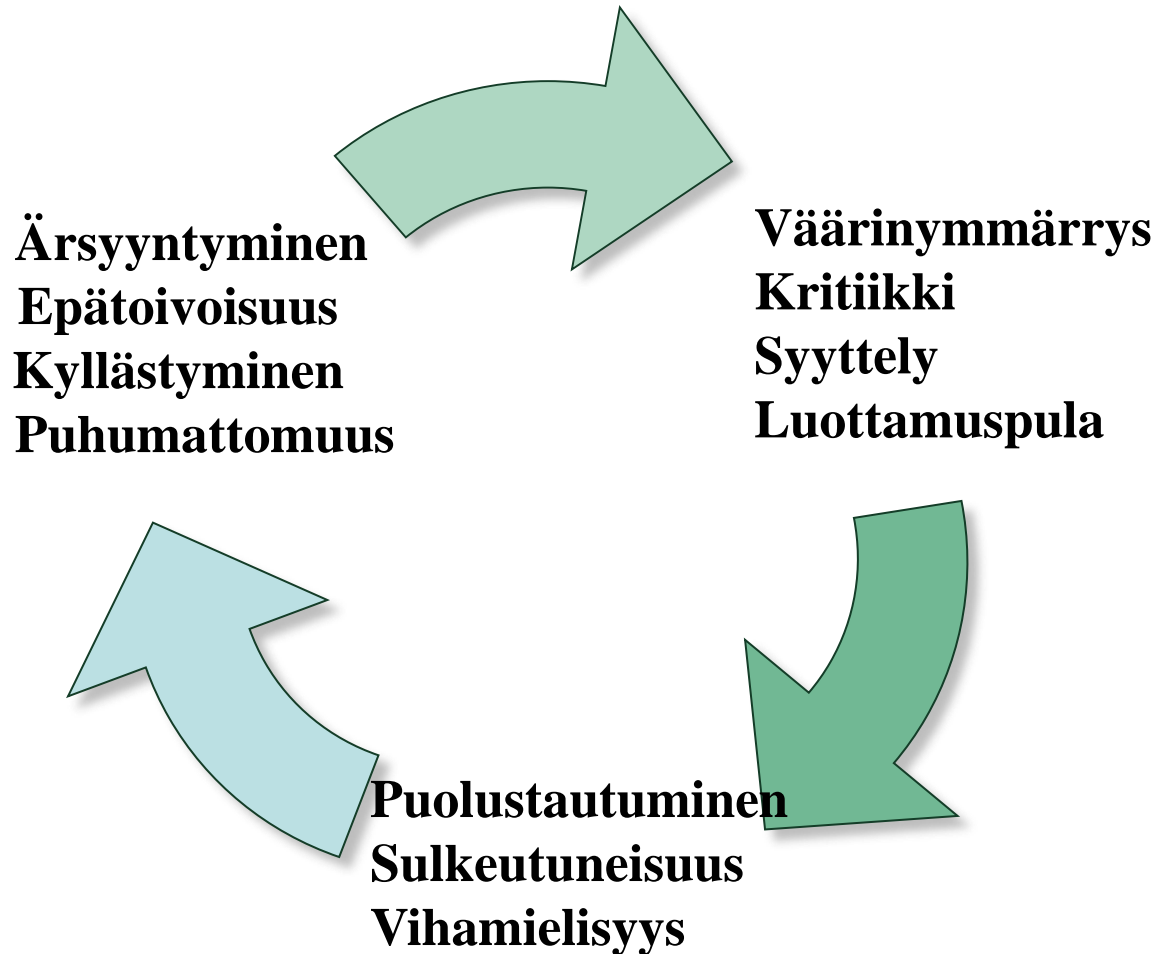 Ärsyyntyminen
Epätoivoisuus
Kyllästyminen
Puhumattomuus
Väärinymmärrys
Kritiikki
Syyttely
Luottamuspula
Puolustautuminen
Sulkeutuneisuus
Vihamielisyys